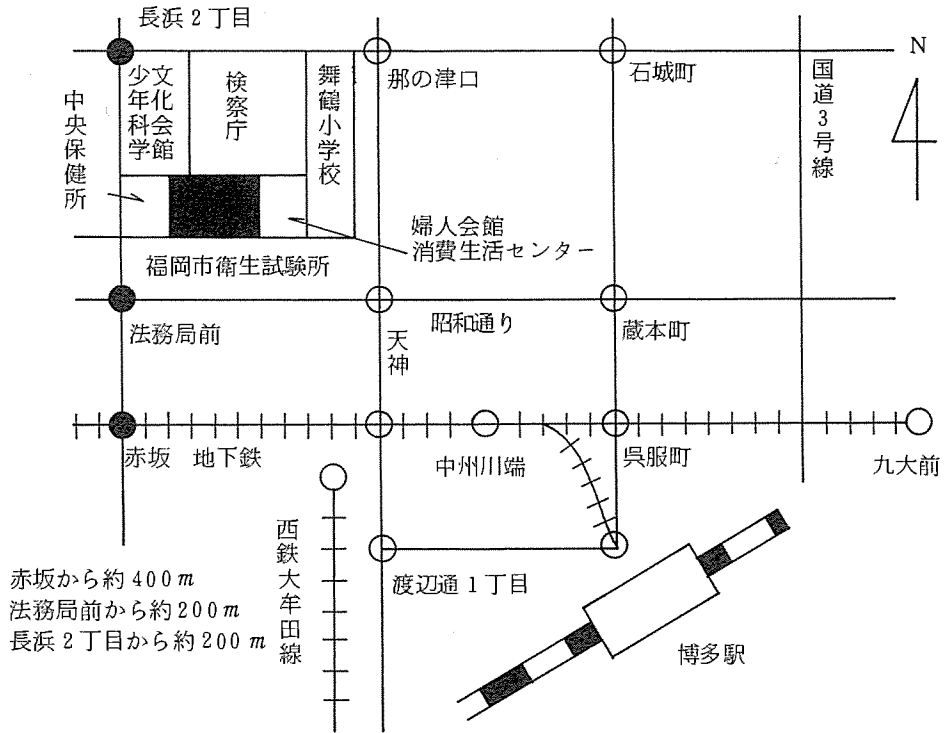 長浜２丁目
N
那の津口
石城町
国道３号線
文化会館
少年科学
検察庁
舞鶴小学校
中央保健所
婦人会館
消費生活センター
福岡市衛生試験所
法務局前
昭和通り
蔵本町
天神
赤坂
地下鉄
中州川端
呉服町
九大前
西鉄大牟田線
渡辺通１丁目
博多駅
赤坂から約400m
法務局前から約200m
長浜２丁目から約200m